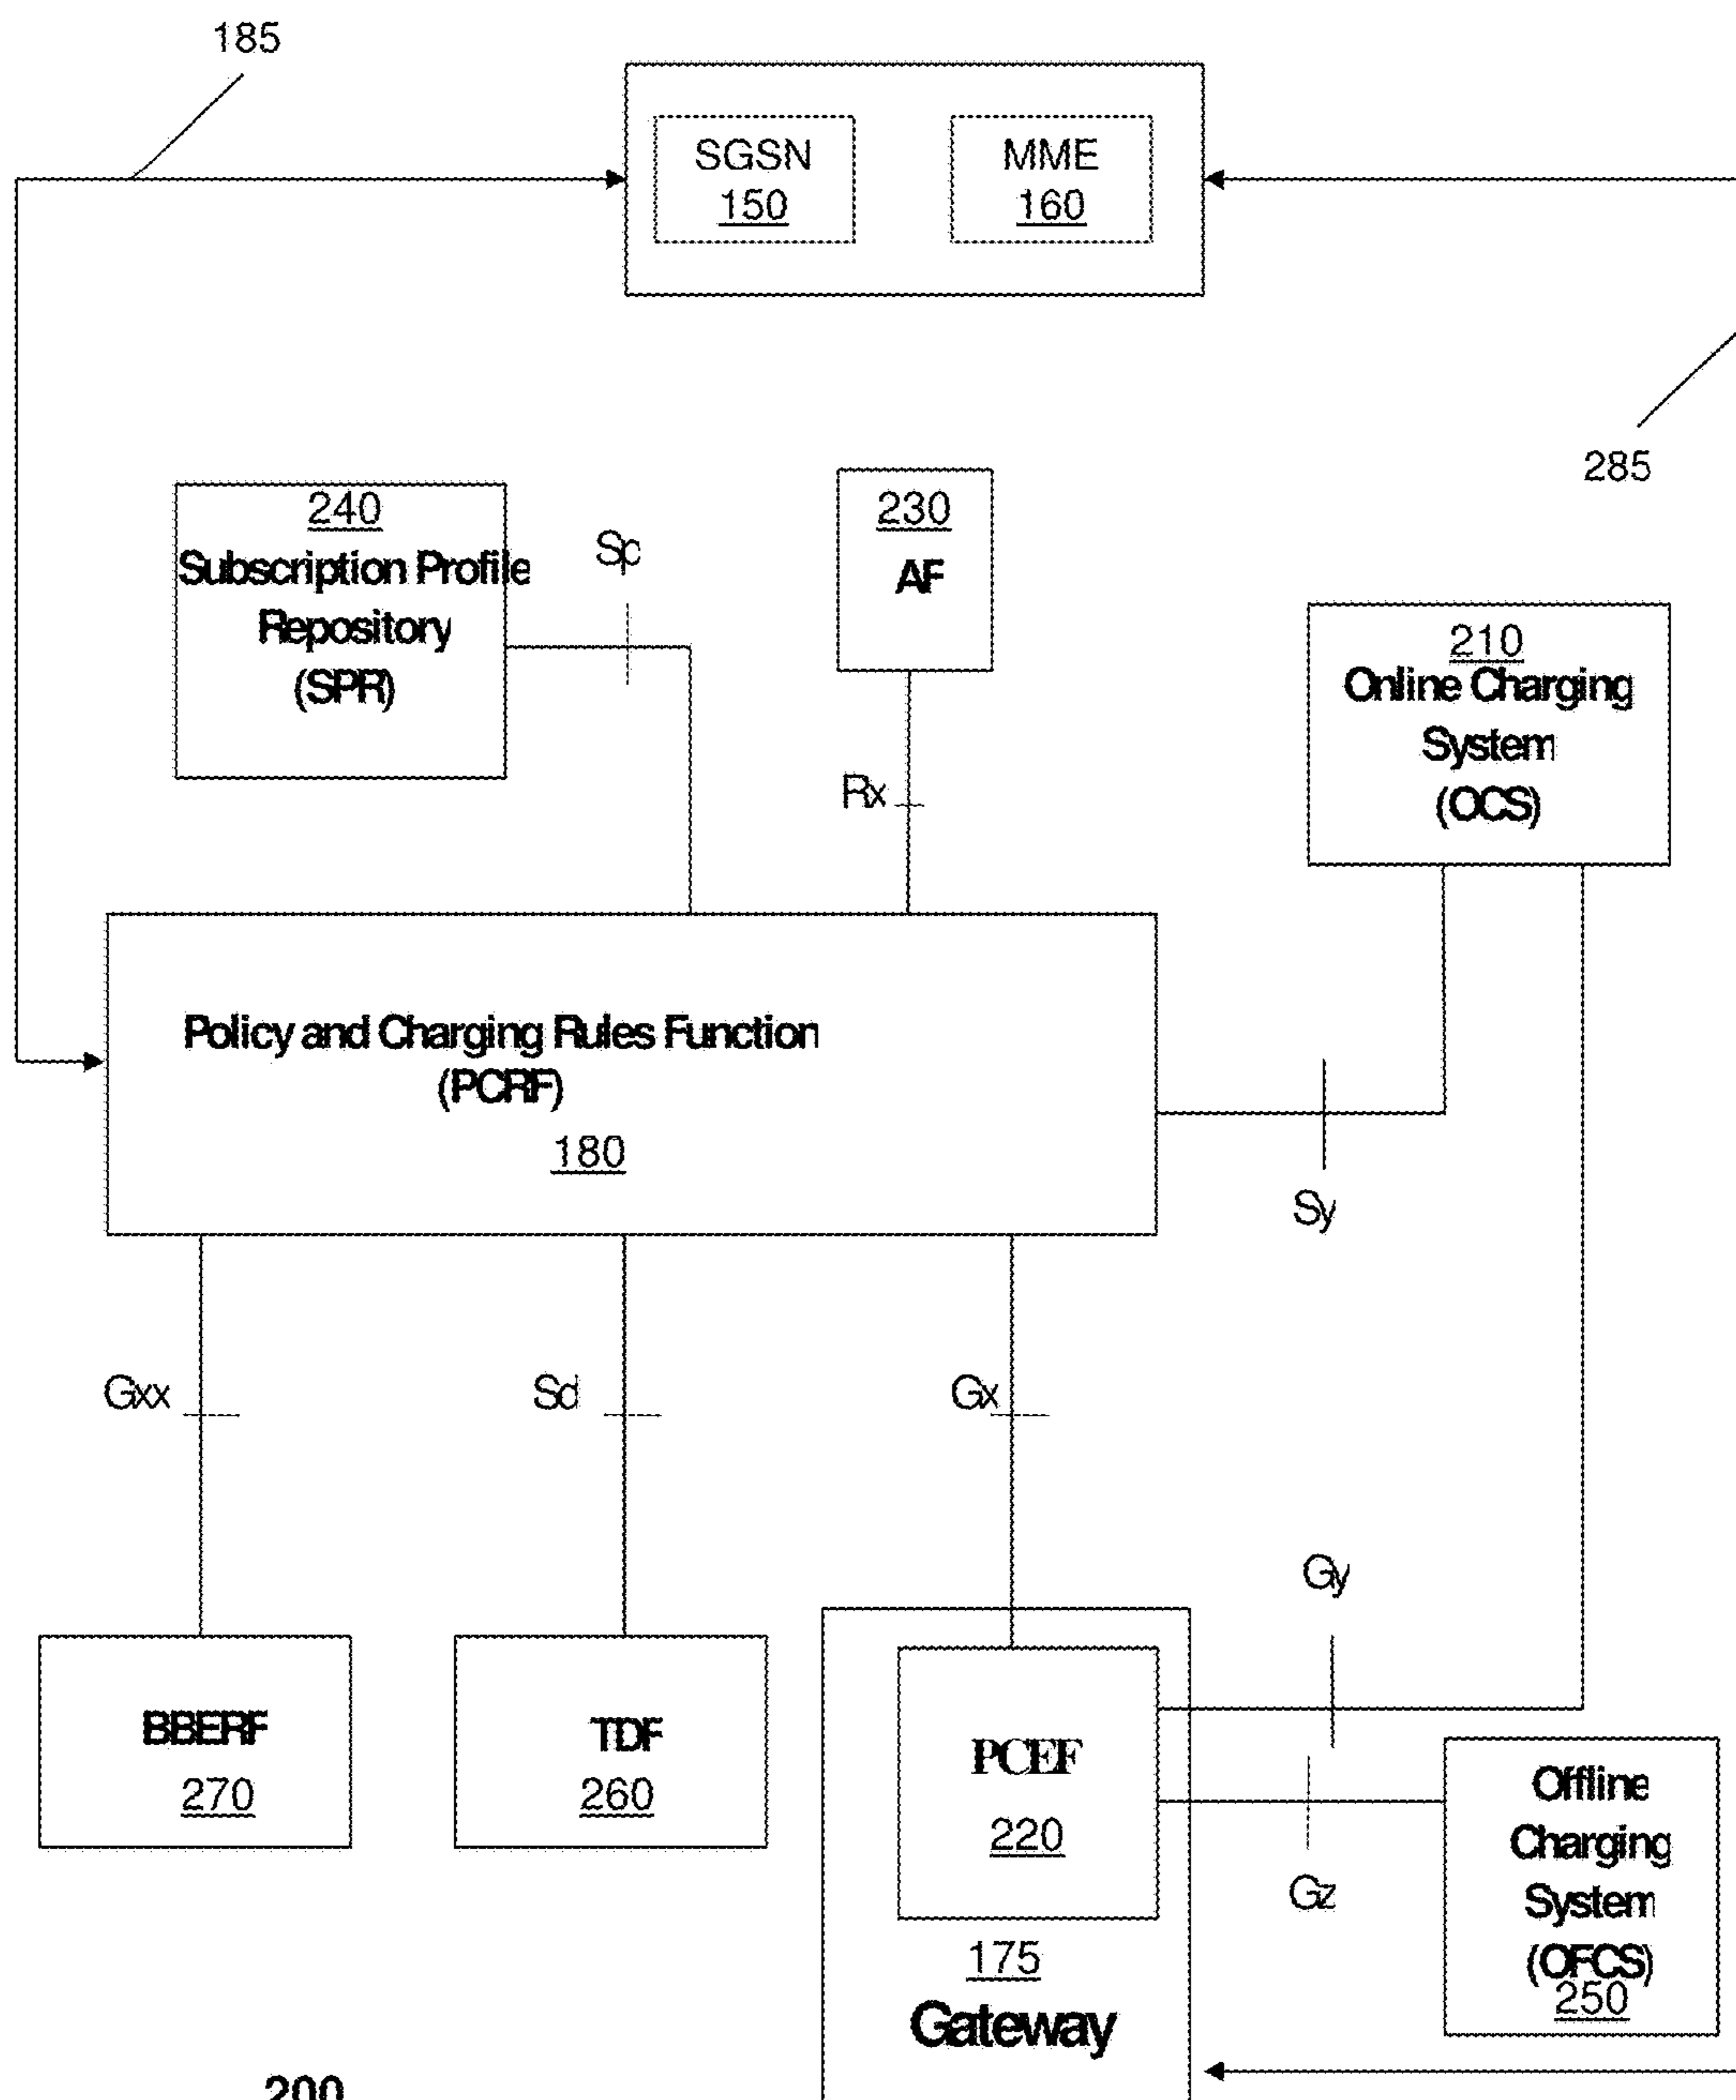 185
SGSN
150
MME
160
285
240
Subscription Profile
Repository
(SPR)
Sp
230
AF
210
Online Charging
System
(OCS)
Rx
Policy and Charging Rules Function
(PCRF)
180
Sy
Gxx
Sd
Gx
Gy
BBERF
270
TDF
260
PCEF
220
Gz
Offline
Charging
System
(OFCS)
250
175
Gateway
200